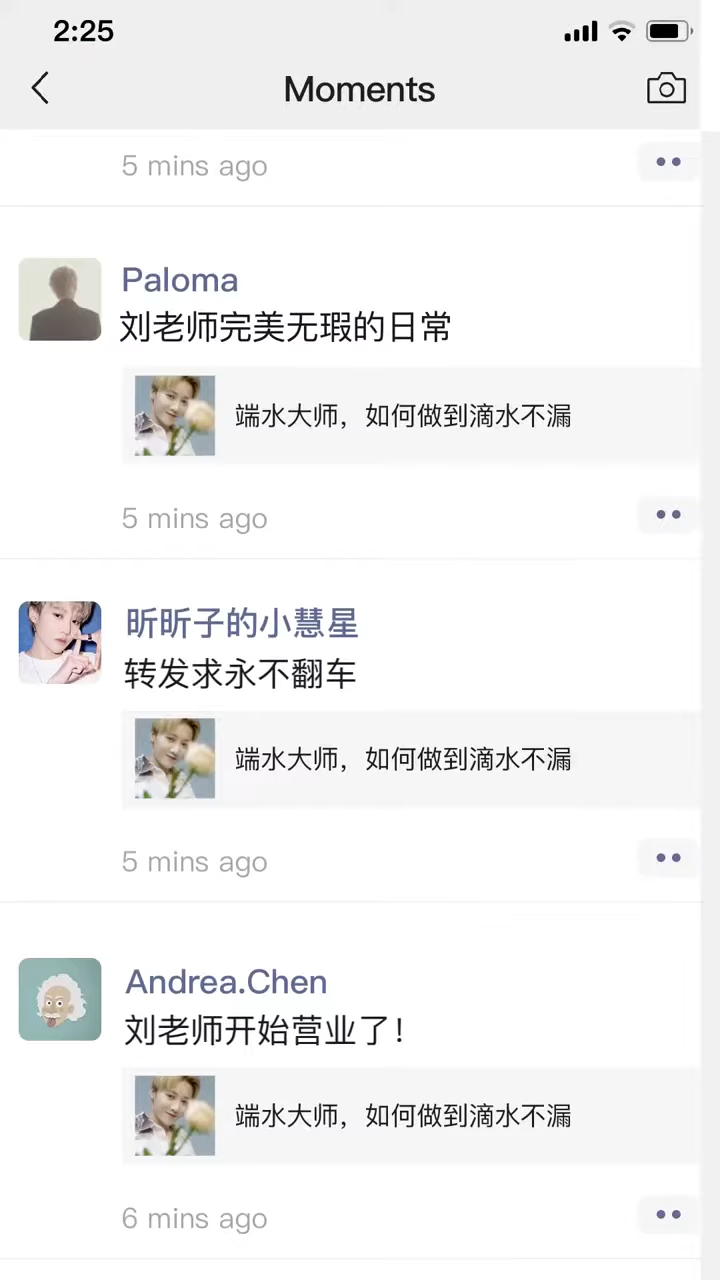 2:25
Moments
5 mins ago
Paloma
刘老师完美无瑕的日常
端水大师，如何做到滴水不漏
5 mins ago
昕昕子的小慧星
转发求永不翻车
端水大师，如何做到滴水不漏
5 mins ago
Andrea.Chen
刘老师开始营业了！
端水大师，如何做到滴水不漏
6 mins ago